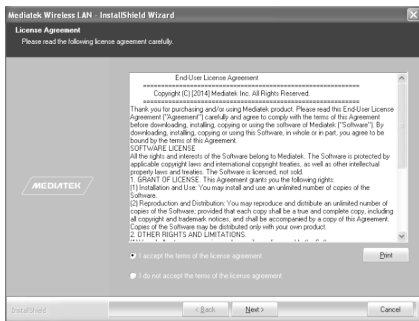 Mediatek Wireless LAN - InstallShield Wizard
License Agreement
Please read the following license agreement carefully.
End-User License Agreement
Copyright (C) [2014] Mediatek Inc. All Rights Reserved.
Thank you for purchasing and/or using Mediatek product. Please read this End-User License
Agreement ("Agreement") carefully and agree to comply with the terms of this Agreement
before downloading, installing, copying or using the software of Mediatek ("Software"). By
downloading, installing, copying or using this Software, in whole or in part, you agree to be
bound by the terms of this Agreement.
SOFTWARE LICENSE
All the rights and interests of the Software belong to Mediatek. The Software is protected by
applicable copyright laws and international copyright treaties, as well as other intellectual
property laws and treaties. The Software is licensed, not sold.
1. GRANT OF LICENSE. This Agreement grants you the following rights:
(1) Installation and Use: You may install and use an unlimited number of copies of the
Software.
(2) Reproduction and Distribution: You may reproduce and distribute an unlimited number of
copies of the Software; provided that each copy shall be a true and complete copy, including
all copyright and trademark notices, and shall be accompanied by a copy of this Agreement.
Copies of the Software may be distributed only with your own product.
2. OTHER RIGHTS AND LIMITATIONS.
MEDIATEK
I accept the terms of the license agreement
Print
I do not accept the terms of the license agreement
InstallShield
< Back
Next >
Cancel